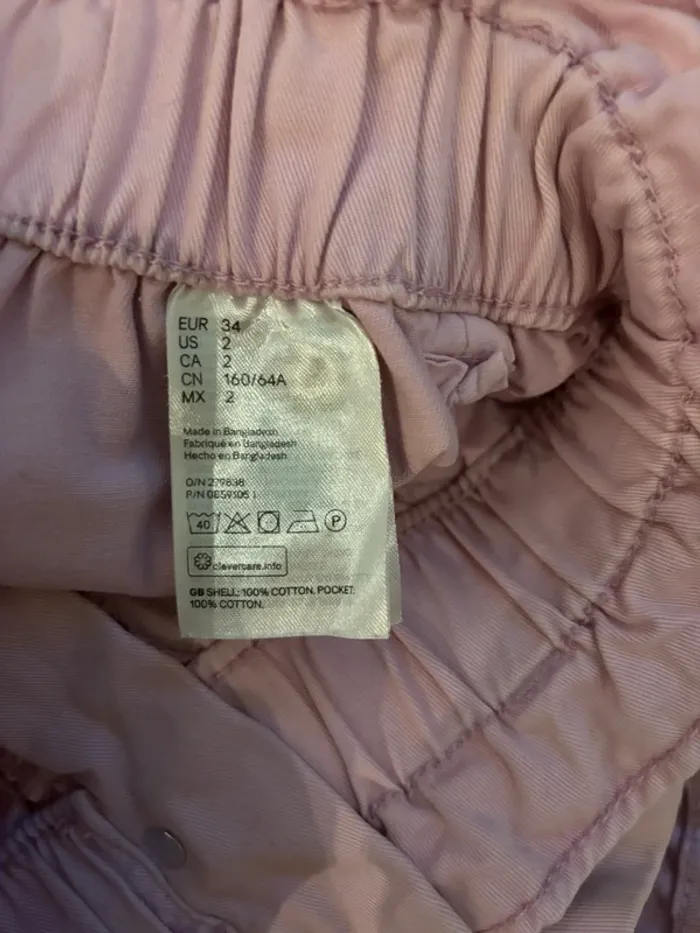 EUR 34
US 2
CA 2
CN 160/64A
MX 2
Made in Bangladesh
Fabriqué en Bangladesh
Hecho en Bangladesh
O/N 279838
P/N 0859105 1
40 P
clevercare.info
GB SHELL: 100% COTTON. POCKET:
100% COTTON.